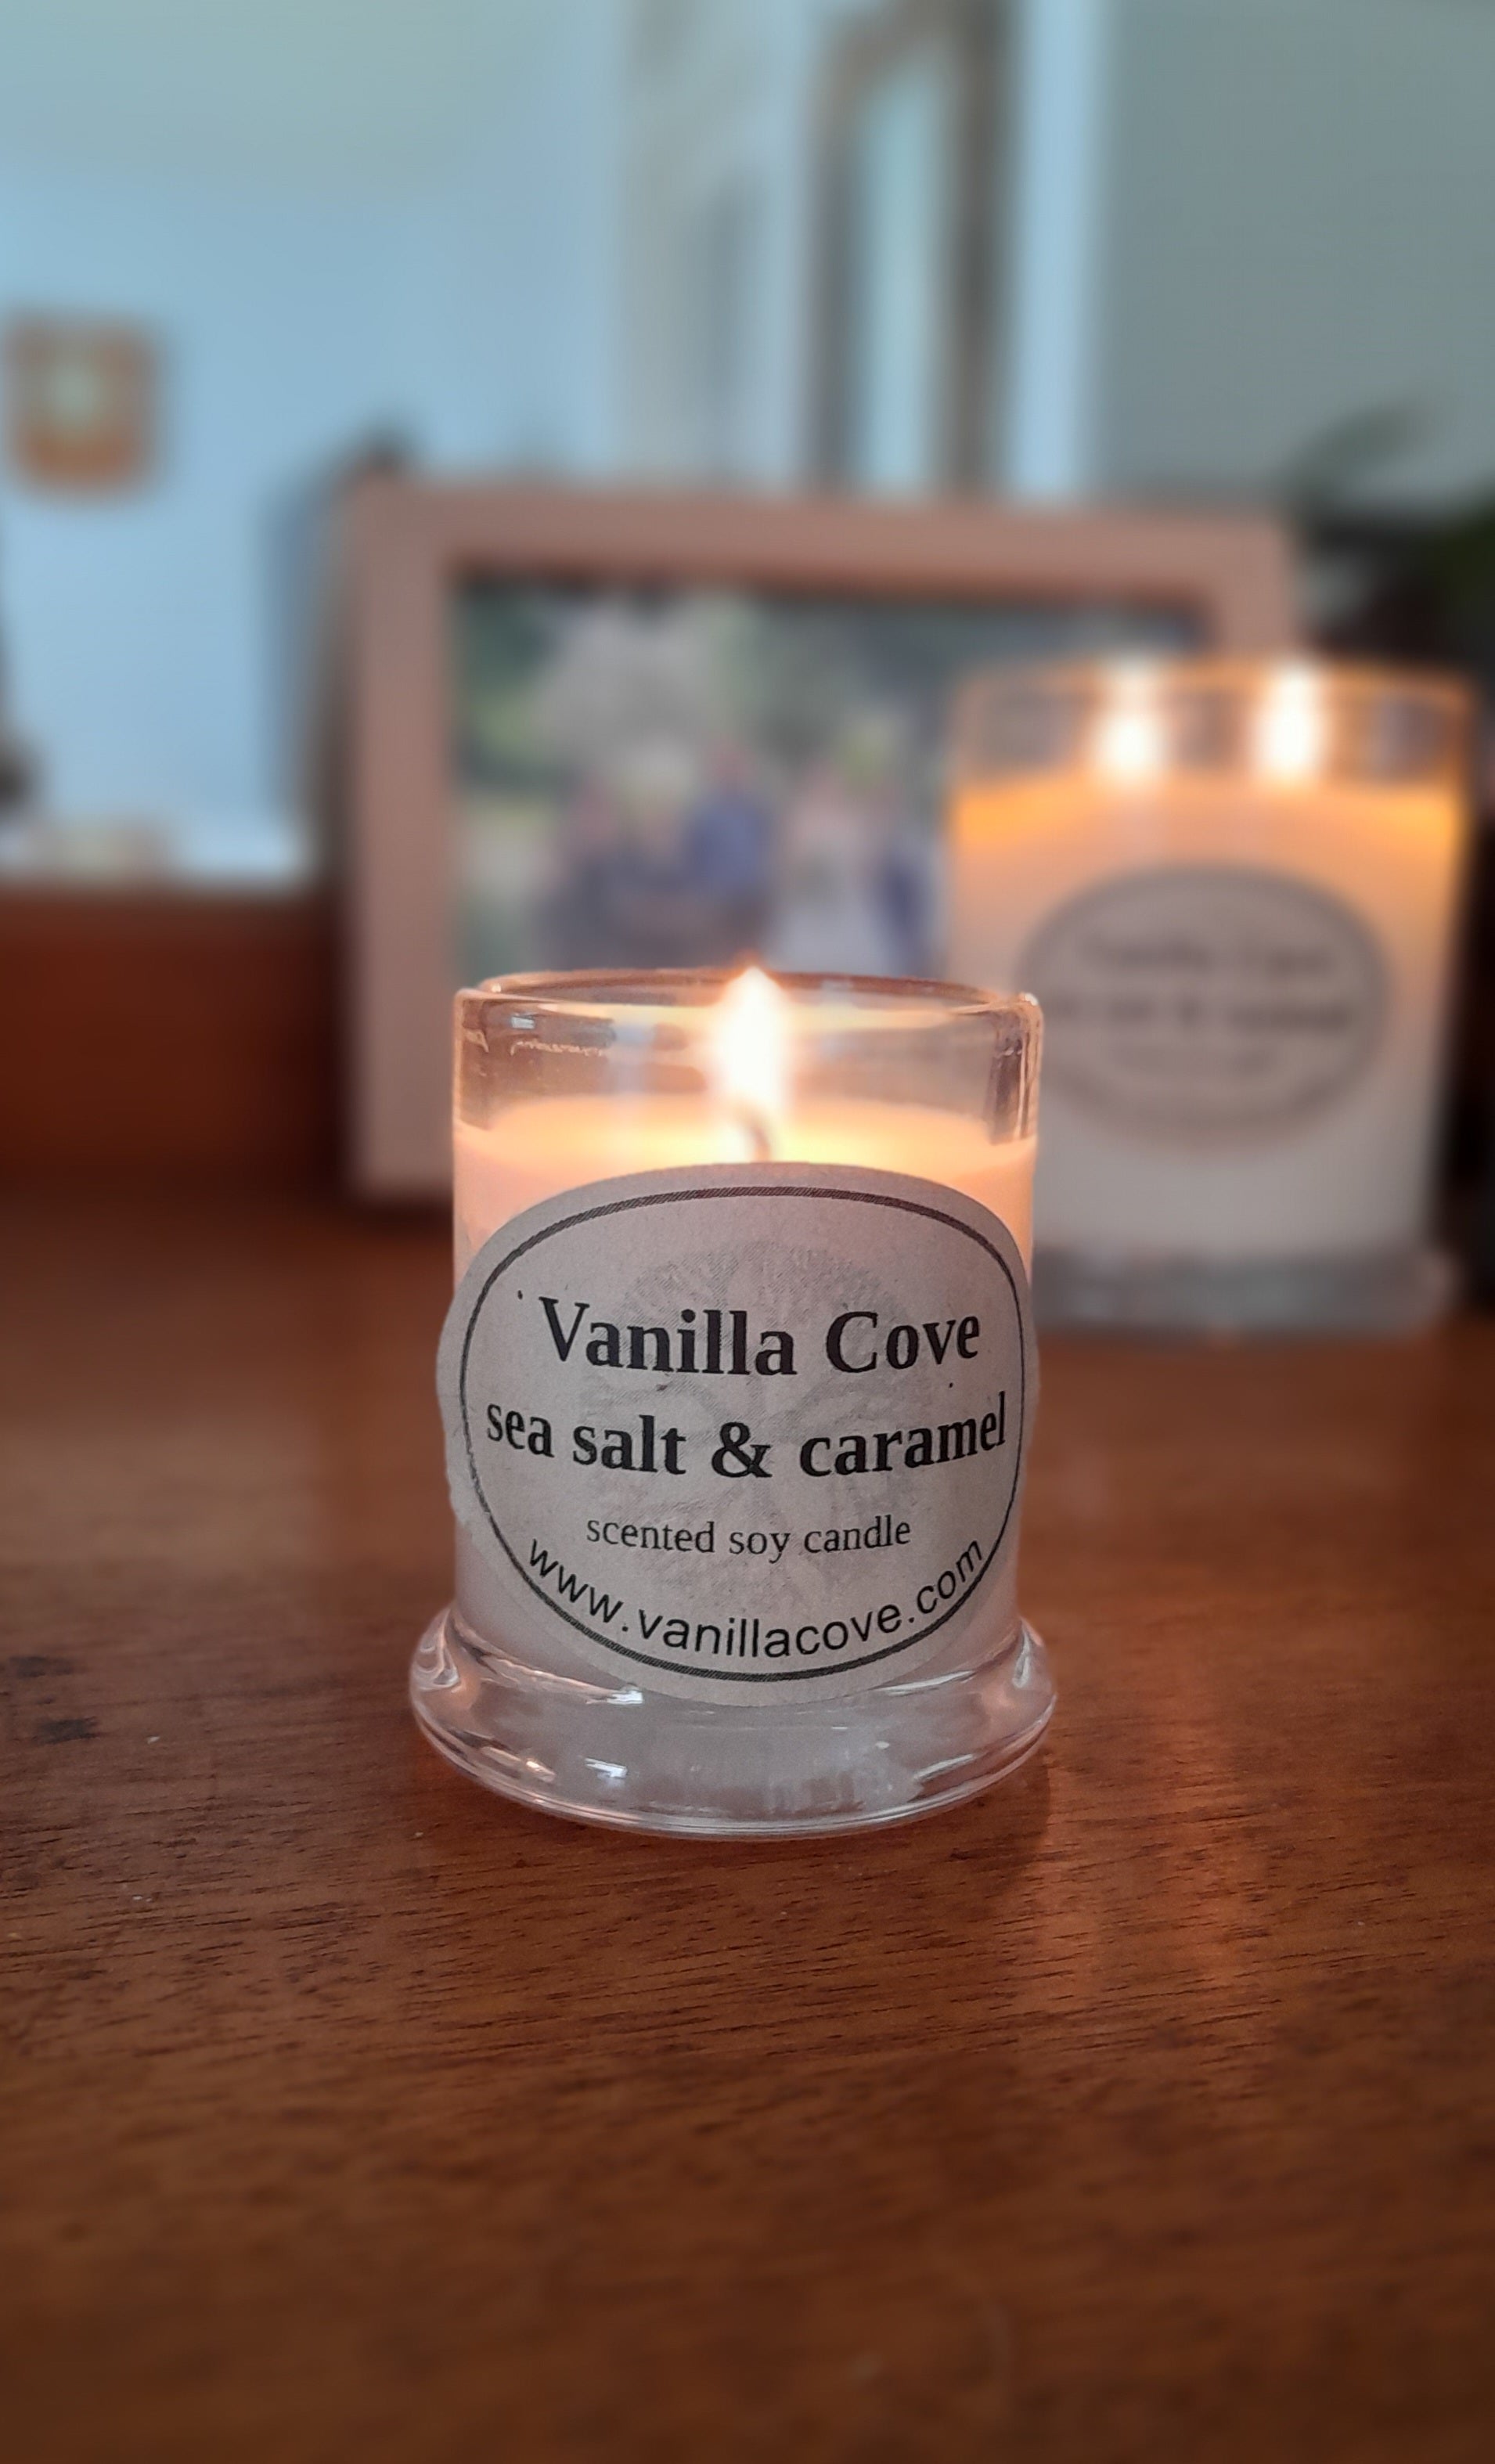 Vanilla Cove
sea salt & caramel
scented soy candle
www.vanillacove.com